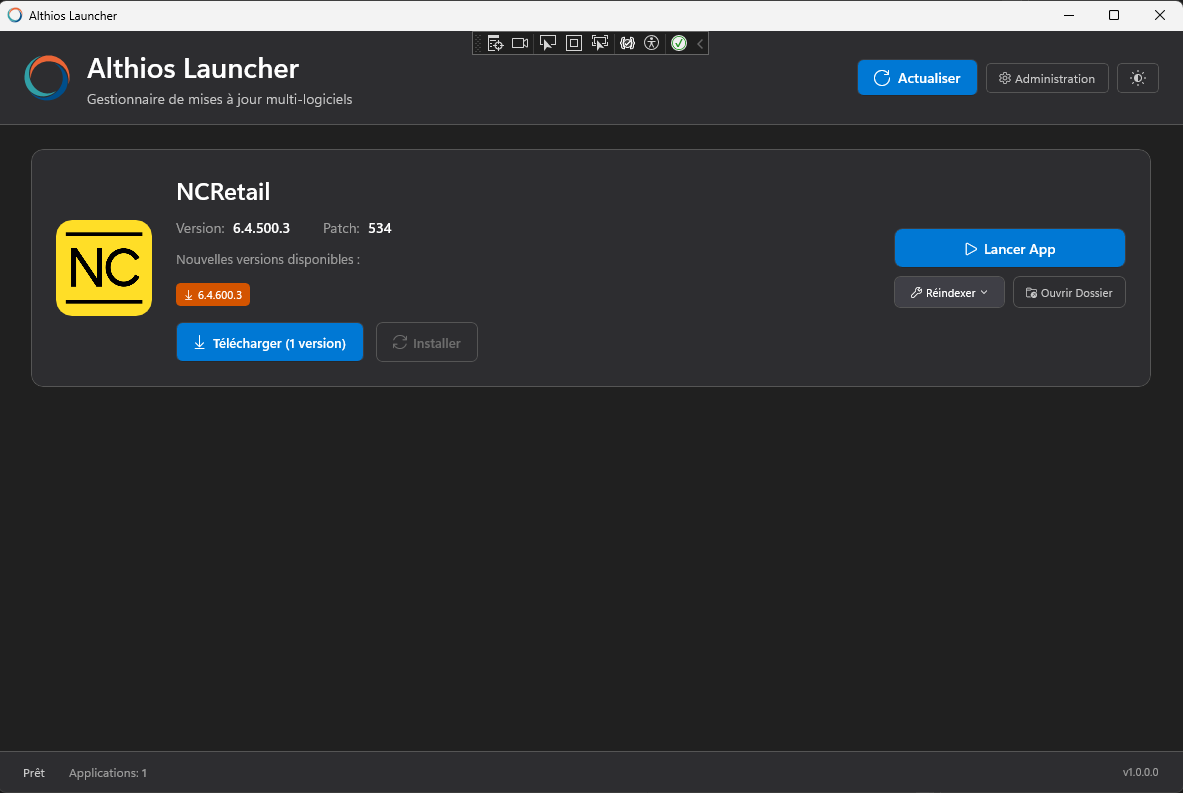 Althios Launcher
Althios Launcher
Gestionnaire de mises à jour multi-logiciels
Actualiser
Administration
NCRetail
Version: 6.4.500.3 Patch: 534
Nouvelles versions disponibles :
NC
6.4.600.3
Télécharger (1 version)
Installer
Lancer App
Réindexer
Ouvrir Dossier
Prêt
Applications: 1
v1.0.0.0